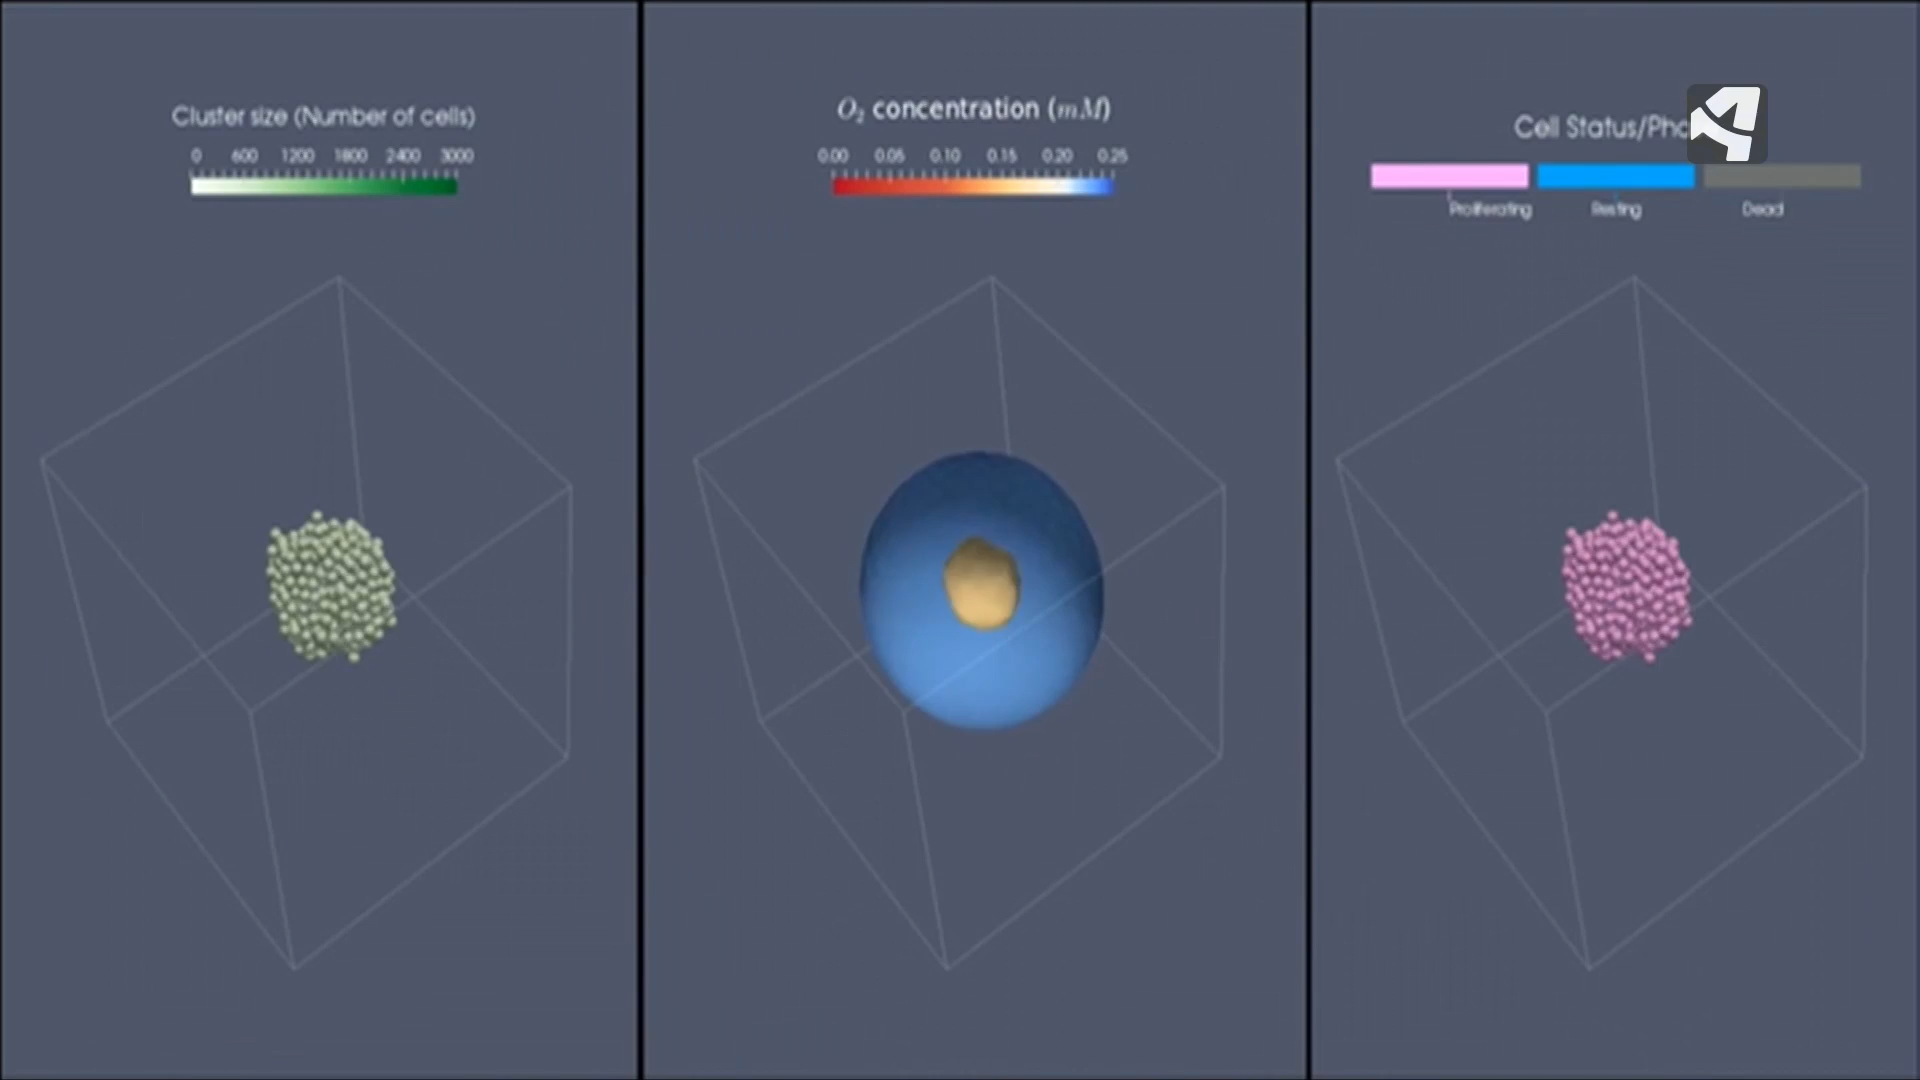 Cluster size (Number of cells)
0 600 1200 1800 2400 3000
O₂ concentration (mM)
0.00 0.05 0.10 0.15 0.20 0.25
Cell Status/Pha
Proliferating Resting Dead